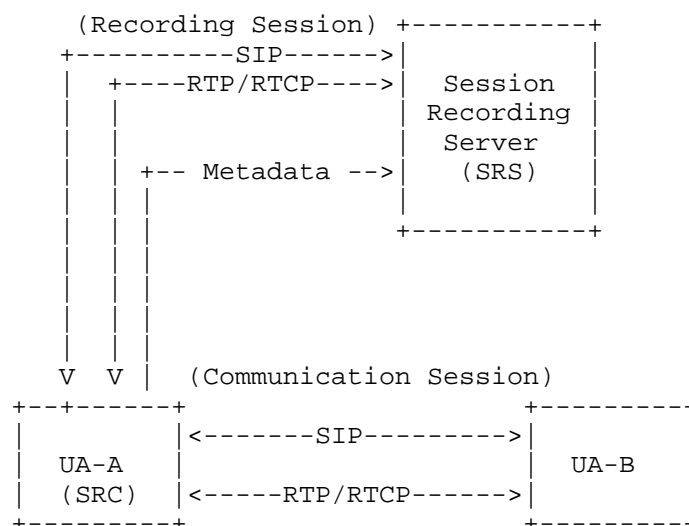 (Recording Session) +-----------+
+----------SIP------>| |
| +----RTP/RTCP---->| Session |
| | | Recording |
| | | Server |
| | +-- Metadata -->| (SRS) |
| | | | |
| | | +-----------+
| | |
| | |
| | |
| | |
V V | (Communication Session)
+--+------+ +----------
| |<-------SIP--------->|
| UA-A | | UA-B
| (SRC) |<-----RTP/RTCP------>|
+---------+ +----------